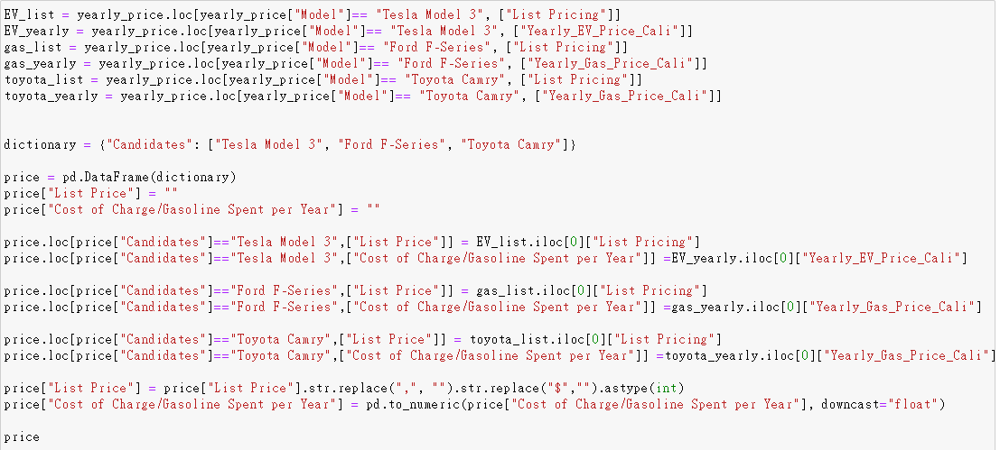 EV_list = yearly_price.loc[yearly_price["Model"]== "Tesla Model 3", ["List Pricing"]]
EV_yearly = yearly_price.loc[yearly_price["Model"]== "Tesla Model 3", ["Yearly_EV_Price_Cali"]]
gas_list = yearly_price.loc[yearly_price["Model"]== "Ford F-Series", ["List Pricing"]]
gas_yearly = yearly_price.loc[yearly_price["Model"]== "Ford F-Series", ["Yearly_Gas_Price_Cali"]]
toyota_list = yearly_price.loc[yearly_price["Model"]== "Toyota Camry", ["List Pricing"]]
toyota_yearly = yearly_price.loc[yearly_price["Model"]== "Toyota Camry", ["Yearly_Gas_Price_Cali"]]
dictionary = {"Candidates": ["Tesla Model 3", "Ford F-Series", "Toyota Camry"]}
price = pd.DataFrame(dictionary)
price["List Price"] = ""
price["Cost of Charge/Gasoline Spent per Year"] = ""
price.loc[price["Candidates"]=="Tesla Model 3",["List Price"]] = EV_list.iloc[0]["List Pricing"]
price.loc[price["Candidates"]=="Tesla Model 3",["Cost of Charge/Gasoline Spent per Year"]] =EV_yearly.iloc[0]["Yearly_EV_Price_Cali"]
price.loc[price["Candidates"]=="Ford F-Series",["List Price"]] = gas_list.iloc[0]["List Pricing"]
price.loc[price["Candidates"]=="Ford F-Series",["Cost of Charge/Gasoline Spent per Year"]] =gas_yearly.iloc[0]["Yearly_Gas_Price_Cali"]
price.loc[price["Candidates"]=="Toyota Camry",["List Price"]] = toyota_list.iloc[0]["List Pricing"]
price.loc[price["Candidates"]=="Toyota Camry",["Cost of Charge/Gasoline Spent per Year"]] =toyota_yearly.iloc[0]["Yearly_Gas_Price_Cali"]
price["List Price"] = price["List Price"].str.replace(",", "").str.replace("$","").astype(int)
price["Cost of Charge/Gasoline Spent per Year"] = pd.to_numeric(price["Cost of Charge/Gasoline Spent per Year"], downcast="float")
price